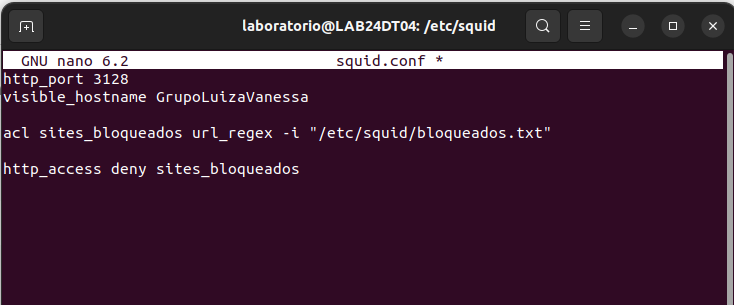 laboratorio@LAB24DT04: /etc/squid
GNU nano 6.2 squid.conf *
http_port 3128
visible_hostname GrupoLuizaVanessa
acl sites_bloqueados url_regex -i "/etc/squid/bloqueados.txt"
http_access deny sites_bloqueados